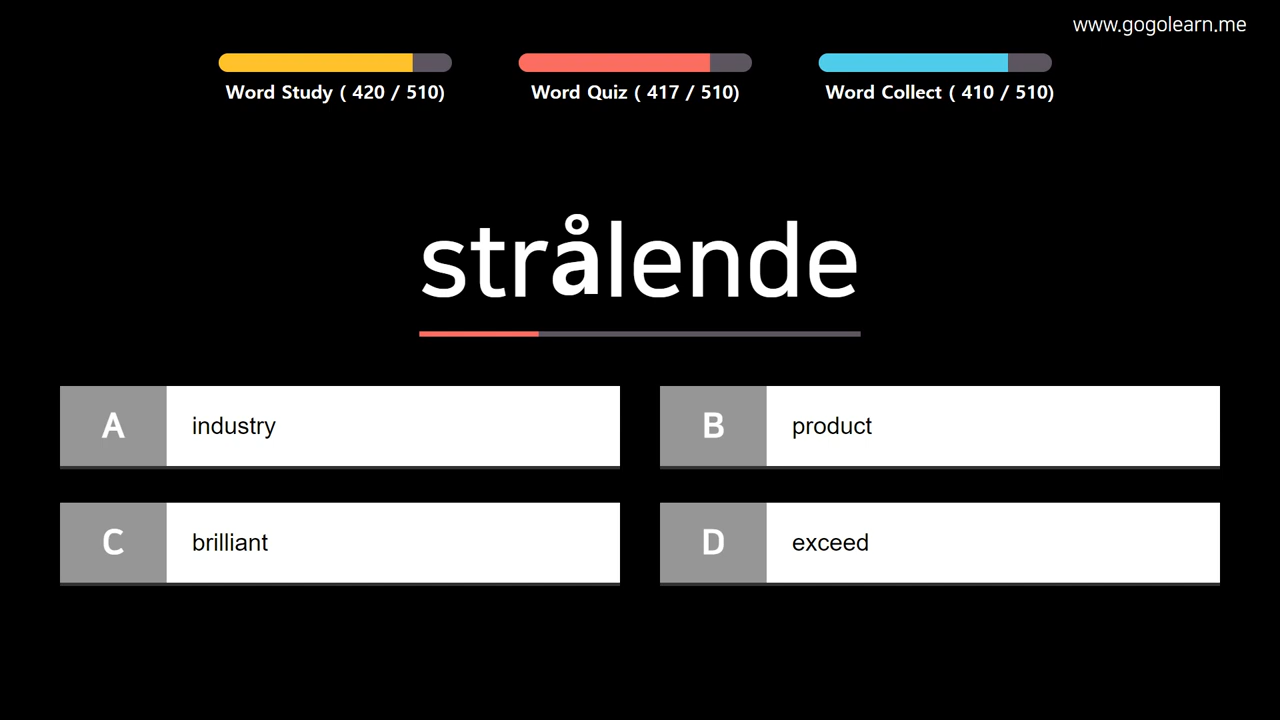 www.gogolearn.me
Word Study ( 420 / 510)
Word Quiz ( 417 / 510)
Word Collect ( 410 / 510)
strålende
A industry
B product
C brilliant
D exceed